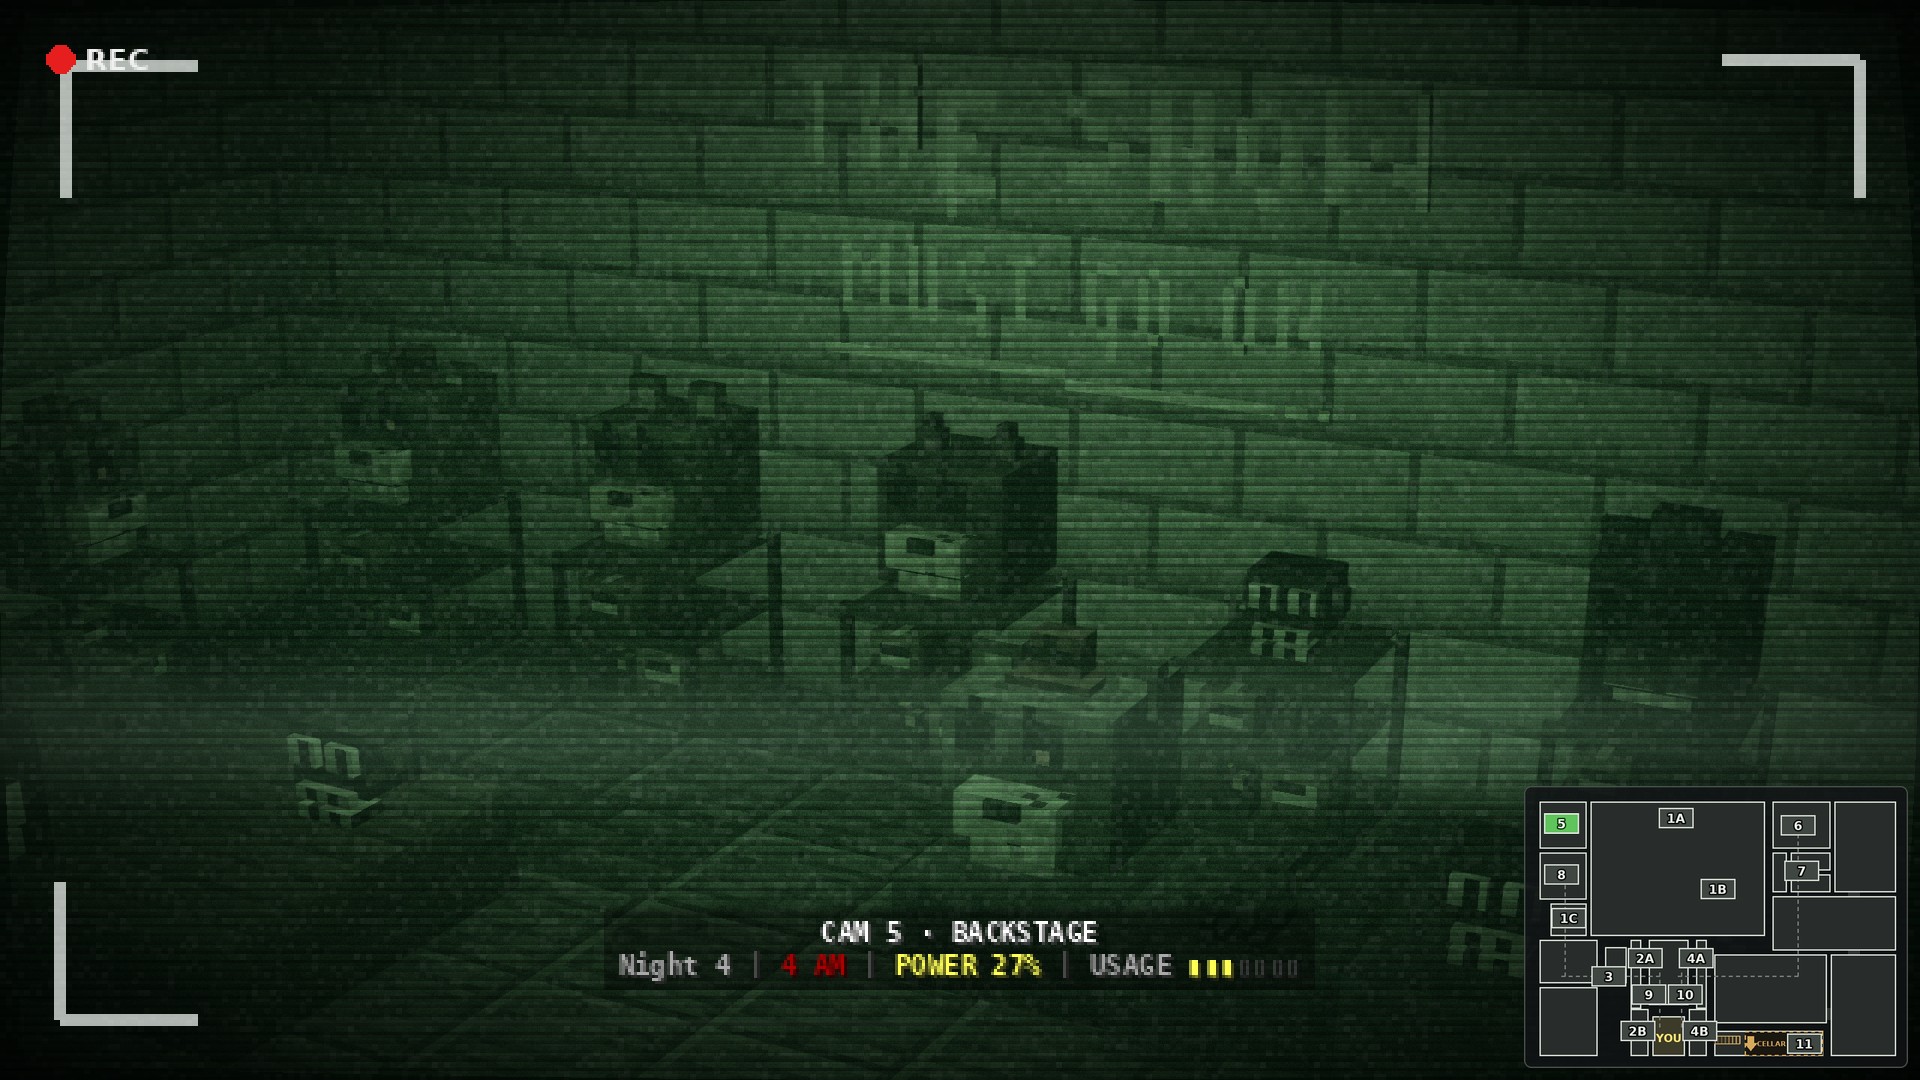 REC
CAM 5 · BACKSTAGE
Night 4 | 4 AM | POWER 27% | USAGE
5
1A
6
8
7
1B
1C
2A
4A
3
9
10
2B
YOU
4B
CELLAR
11